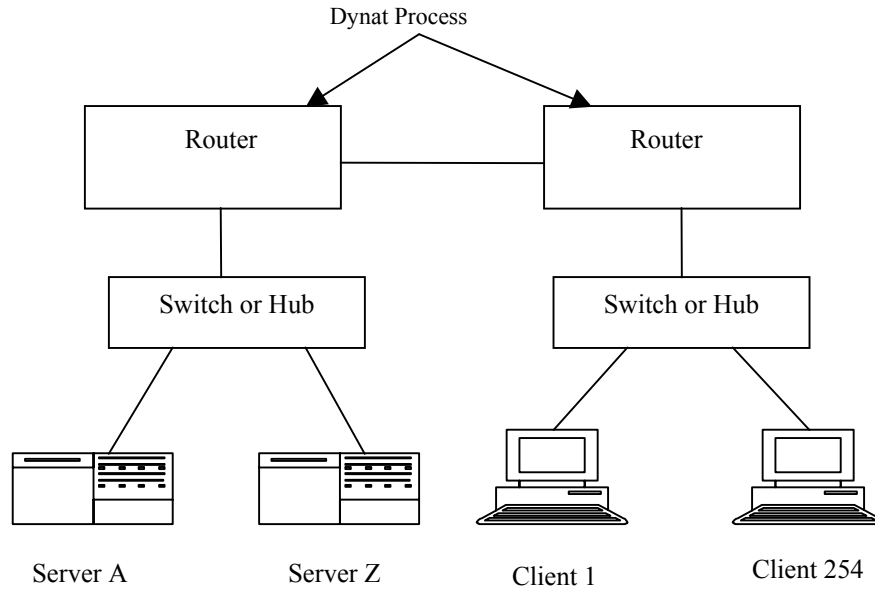 Dynat Process
Router
Router
Switch or Hub
Switch or Hub
Server A
Server Z
Client 1
Client 254